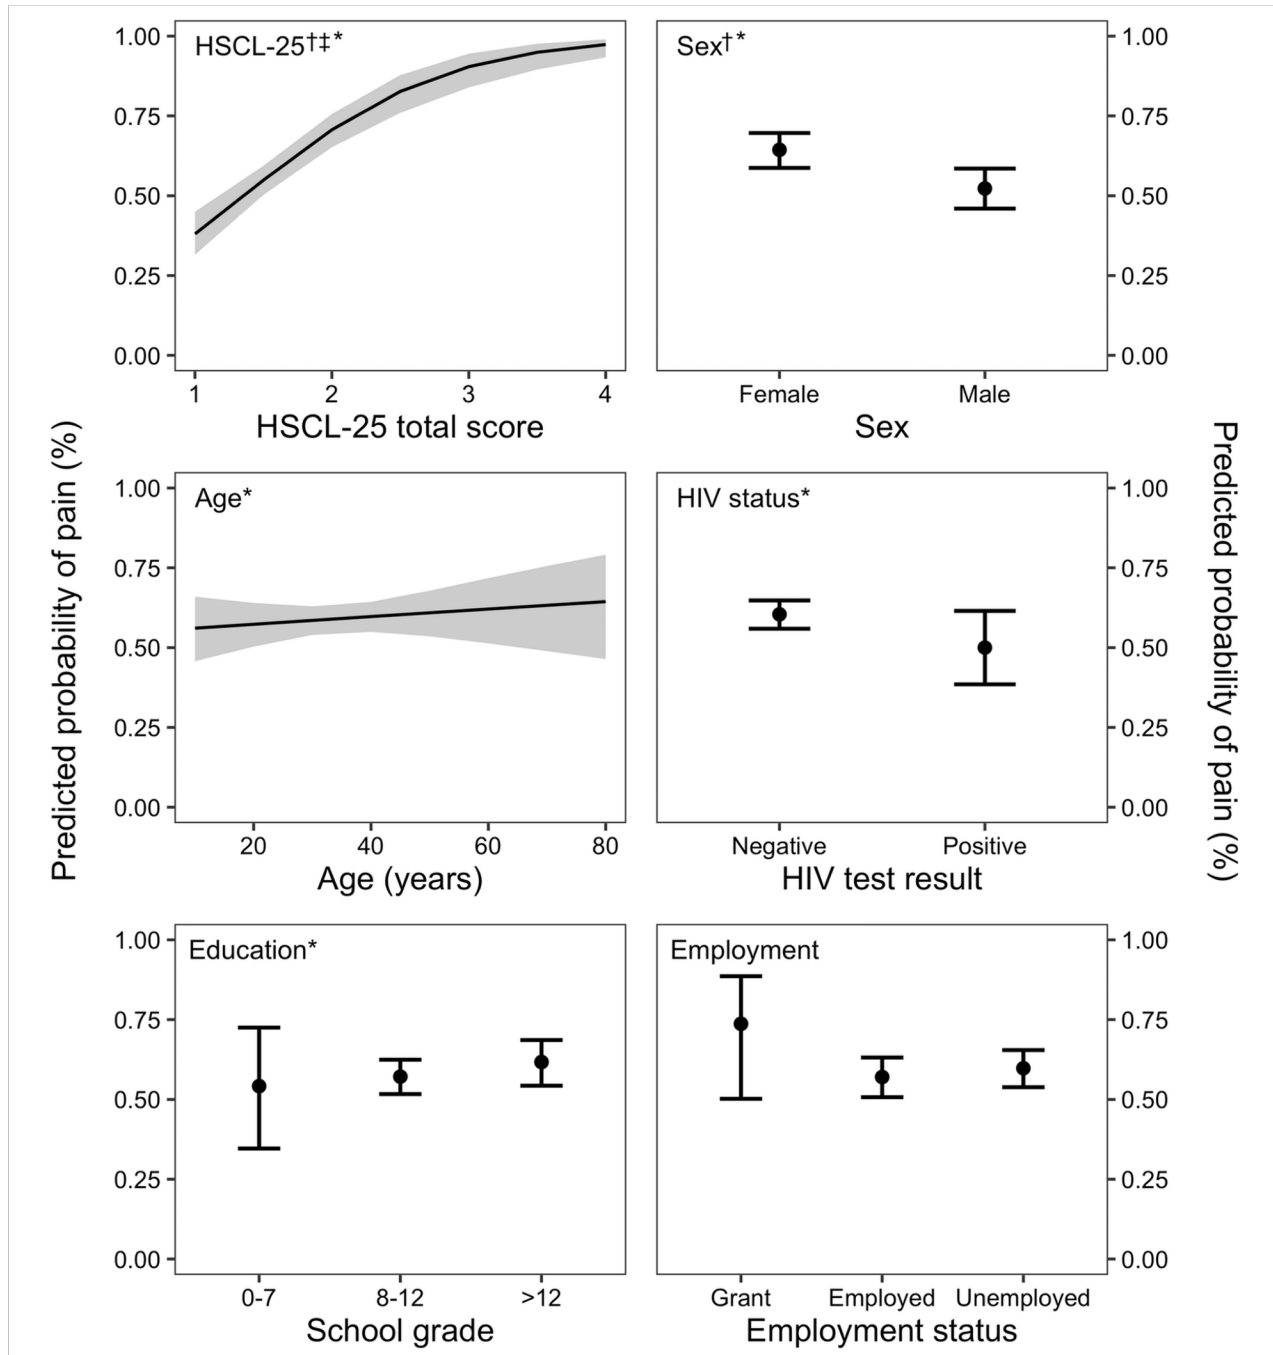 Predicted probability of pain (%)
HSCL-25†‡*
1.00
0.75
0.50
0.25
0.00
1 2 3 4
HSCL-25 total score
Sex†*
1.00
0.75
0.50
0.25
0.00
Female Male
Sex
Age*
1.00
0.75
0.50
0.25
0.00
20 40 60 80
Age (years)
HIV status*
1.00
0.75
0.50
0.25
0.00
Negative Positive
HIV test result
Education*
1.00
0.75
0.50
0.25
0.00
0-7 8-12 >12
School grade
Employment
1.00
0.75
0.50
0.25
0.00
Grant Employed Unemployed
Employment status
Predicted probability of pain (%)